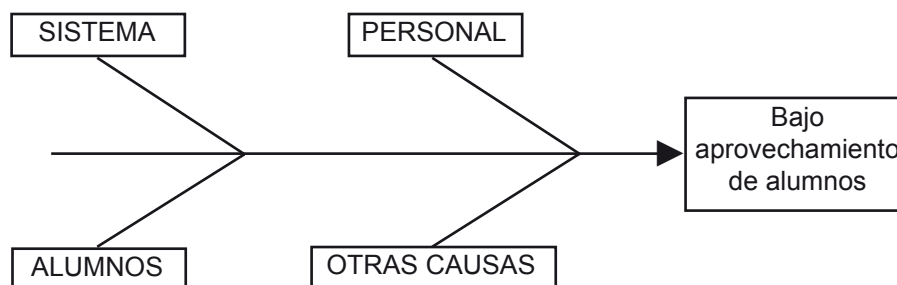 SISTEMA
PERSONAL
Bajo
aprovechamiento
de alumnos
ALUMNOS
OTRAS CAUSAS